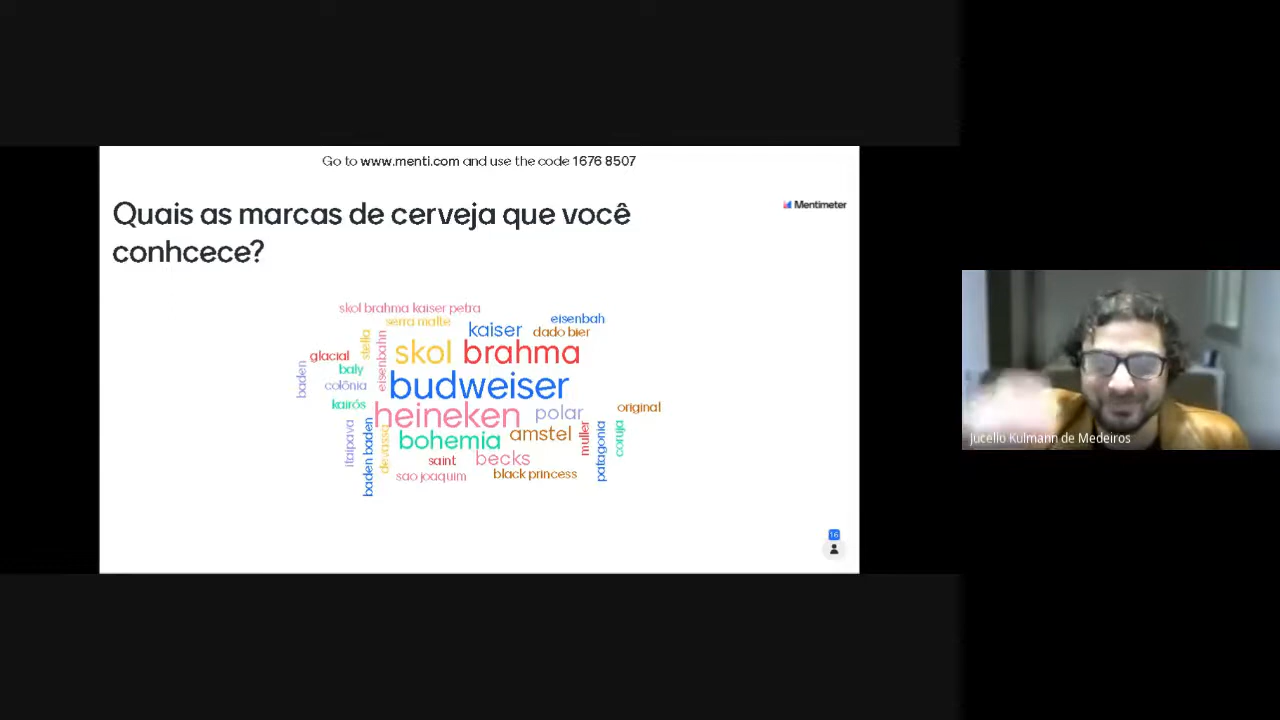 Go to www.menti.com and use the code 1676 8507
Mentimeter
Quais as marcas de cerveja que você
conhcece?
skol brahma kaiser petra
serra malte
kaiser
eisenbah
dado bier
glacial
stella
eisenbahn
skol
brahma
baly
baden
colônia
budweiser
kairós
heineken
polar
original
itaipava
baden baden
devassa
bohemia
amstel
muller
patagonia
coruja
saint
becks
sao joaquim
black princess
16
Jucelio Kulmann de Medeiros